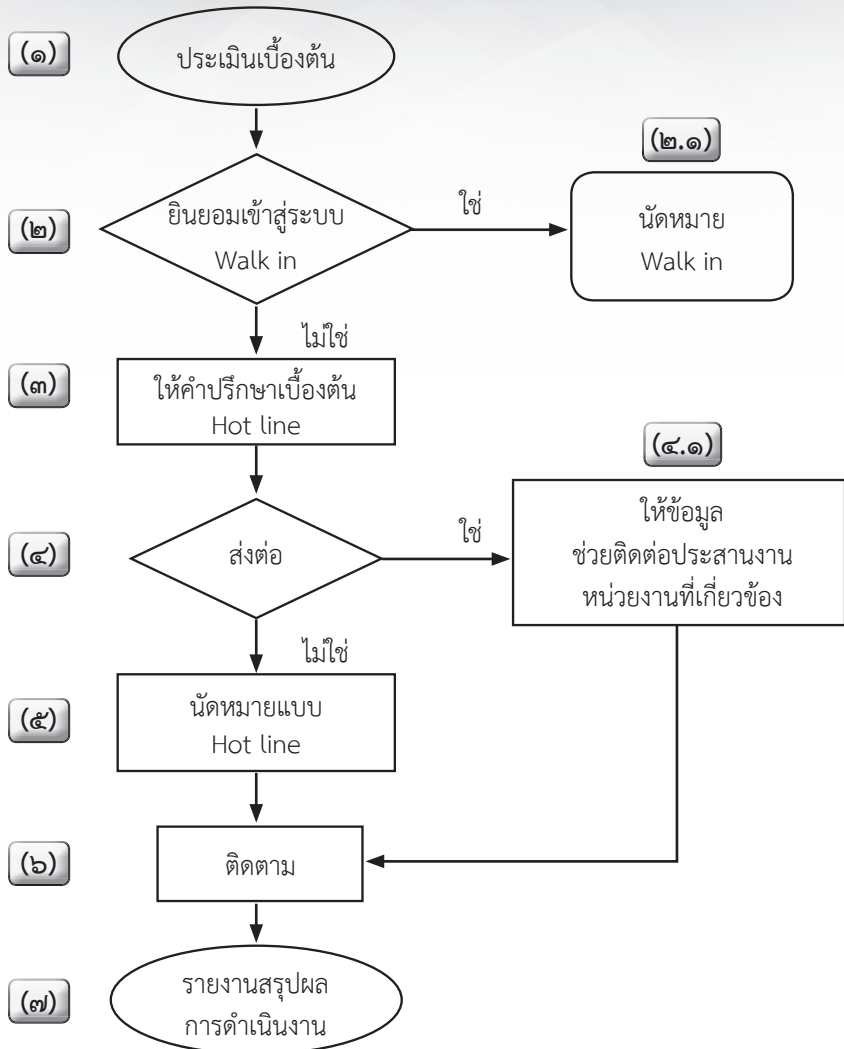 (๑)
ประเมินเบื้องต้น
(๒.๑)
(๒)
ยินยอมเข้าสู่ระบบ
Walk in
ใช่
นัดหมาย
Walk in
ไม่ใช่
(๓)
ให้คำปรึกษาเบื้องต้น
Hot line
(๔.๑)
(๔)
ส่งต่อ
ใช่
ให้ข้อมูล
ช่วยติดต่อประสานงาน
หน่วยงานที่เกี่ยวข้อง
ไม่ใช่
(๕)
นัดหมายแบบ
Hot line
(๖)
ติดตาม
(๗)
รายงานสรุปผล
การดำเนินงาน